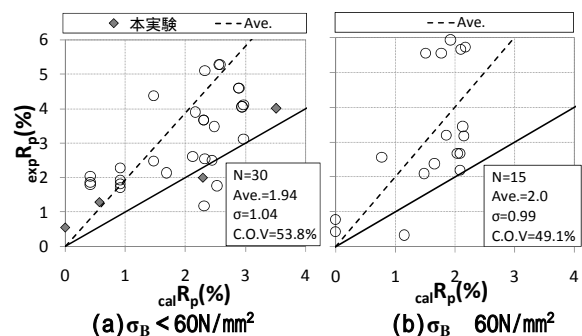 ◆ 本実験 --- Ave.
---Ave.
expRp(%)
6
5
4
3
2
1
0
N=30
Ave.=1.94
σ=1.04
C.O.V=53.8%
0 1 2 3 4
calRp(%)
(a)σB<60N/mm²
N=15
Ave.=2.0
σ=0.99
C.O.V=49.1%
0 1 2 3 4
calRp(%)
(b)σB 60N/mm²